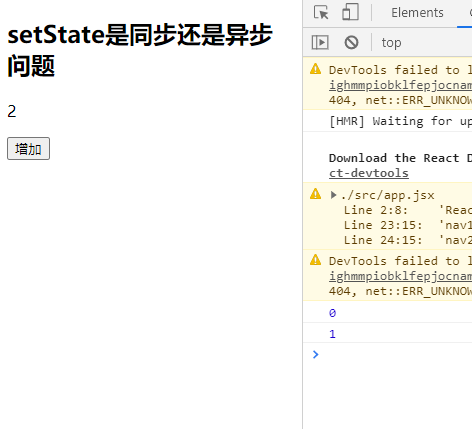 setState是同步还是异步
问题
2
增加
Elements
top
DevTools failed to l
ighmmpiobklfepjocnam
404, net::ERR_UNKNOW
[HMR] Waiting for up
Download the React D
ct-devtools
./src/app.jsx
Line 2:8: 'Reac
Line 23:15: 'nav1
Line 24:15: 'nav2
DevTools failed to l
ighmmpiobklfepjocnam
404, net::ERR_UNKNOW
0
1